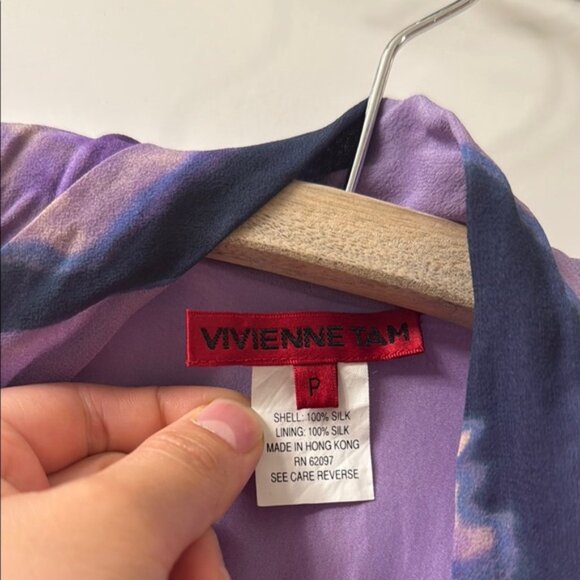 VIVIENNE TAM
P
SHELL: 100% SILK
LINING: 100% SILK
MADE IN HONG KONG
RN 62097
SEE CARE REVERSE